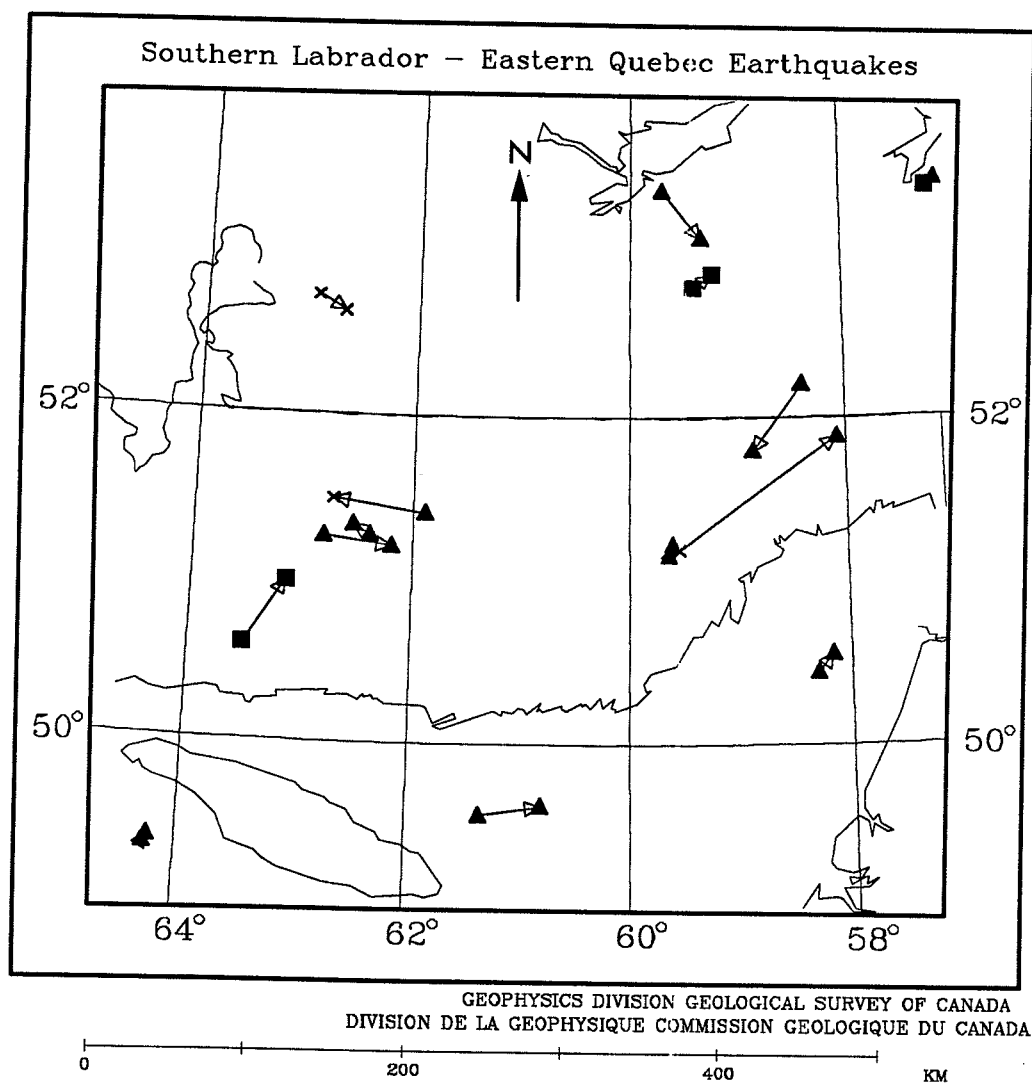 Southern Labrador – Eastern Quebec Earthquakes
N
52° 52°
50° 50°
64° 62° 60° 58°
GEOPHYSICS DIVISION GEOLOGICAL SURVEY OF CANADA
DIVISION DE LA GEOPHYSIQUE COMMISSION GEOLOGIQUE DU CANADA
0 200 400 KM